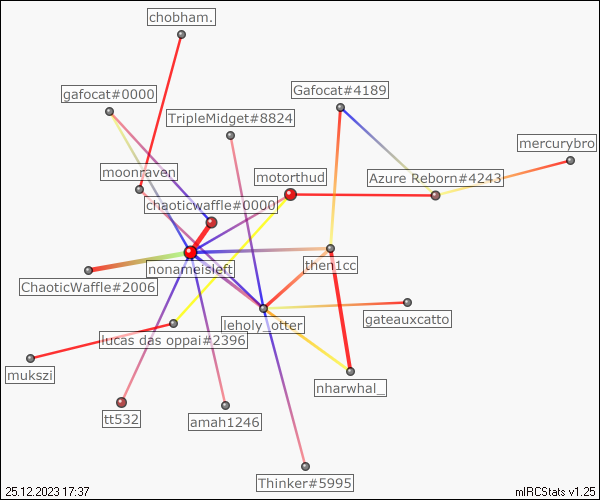 chobham.
gafocat#0000
Gafocat#4189
TripleMidget#8824
mercurybro
moonraven
motorthud
Azure Reborn#4243
chaoticwaffle#0000
nonameisleft
then1cc
ChaoticWaffle#2006
leholy_otter
gateauxcatto
lucas das oppai#2396
mukszi
nharwhal_
tt532
amah1246
Thinker#5995
25.12.2023 17:37
mIRCStats v1.25